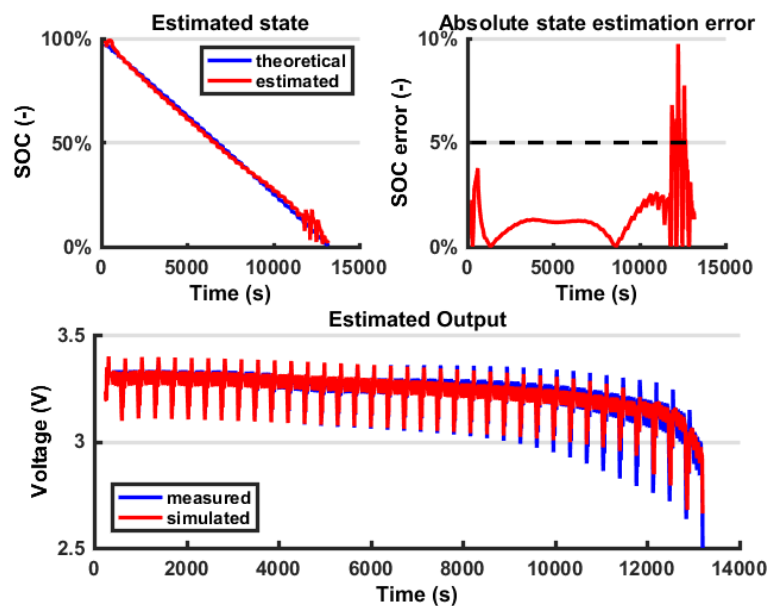 Estimated state
100%
50%
0%
SOC (-)
theoretical
estimated
0
5000
10000
15000
Time (s)
Absolute state estimation error
10%
5%
0%
SOC error (-)
0
5000
10000
15000
Time (s)
Estimated Output
3.5
3
2.5
Voltage (V)
measured
simulated
0
2000
4000
6000
8000
10000
12000
14000
Time (s)